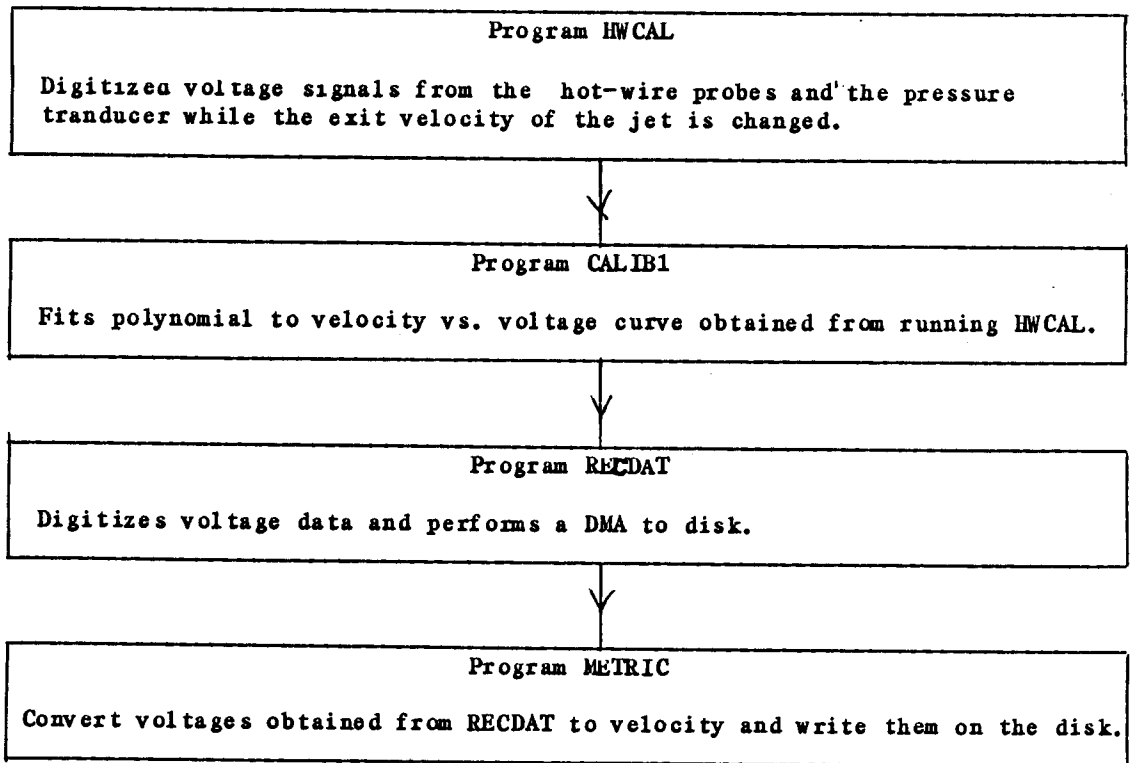 Program HWCAL
Digitized voltage signals from the hot-wire probes and the pressure
tranducer while the exit velocity of the jet is changed.
Program CALIB1
Fits polynomial to velocity vs. voltage curve obtained from running HWCAL.
Program RECDAT
Digitizes voltage data and performs a DMA to disk.
Program METRIC
Convert voltages obtained from RECDAT to velocity and write them on the disk.